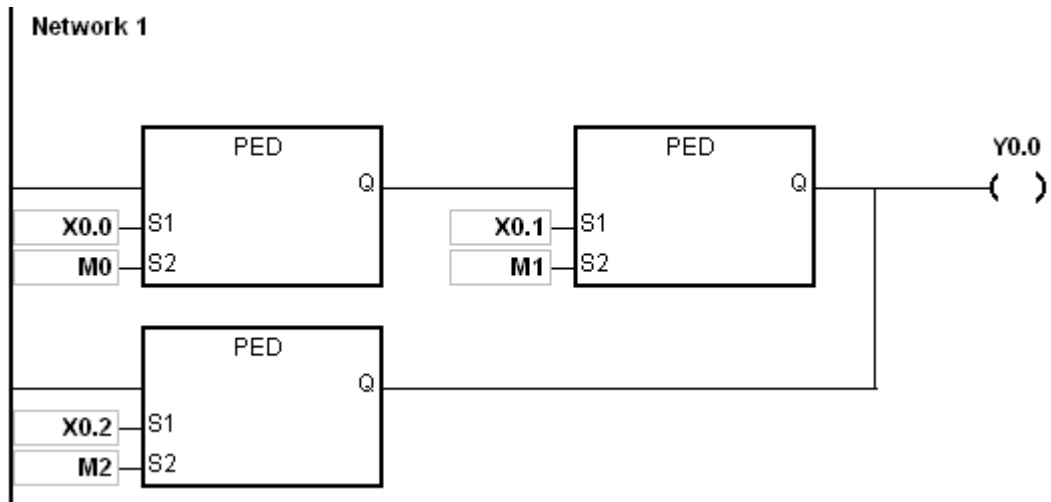 Network 1
PED PED Y0.0
Q Q
X0.0 S1 X0.1 S1
M0 S2 M1 S2
PED
Q
X0.2 S1
M2 S2